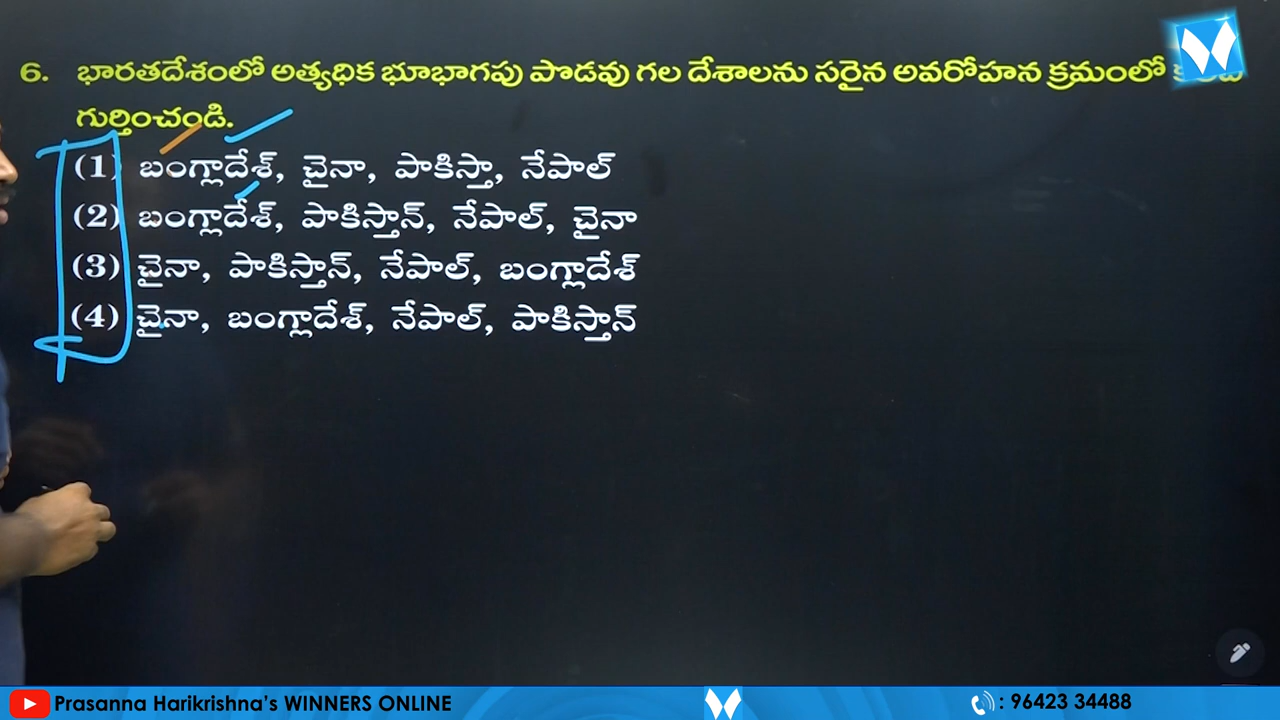 6. భారతదేశంలో అత్యధిక భూభాగపు పొడవు గల దేశాలను సరైన అవరోహన క్రమంలో
గుర్తించండి.
(1) బంగ్లాదేశ్, చైనా, పాకిస్తా, నేపాల్
(2) బంగ్లాదేశ్, పాకిస్తాన్, నేపాల్, చైనా
(3) చైనా, పాకిస్తాన్, నేపాల్, బంగ్లాదేశ్
(4) చైనా, బంగ్లాదేశ్, నేపాల్, పాకిస్తాన్
Prasanna Harikrishna's WINNERS ONLINE : 96423 34488